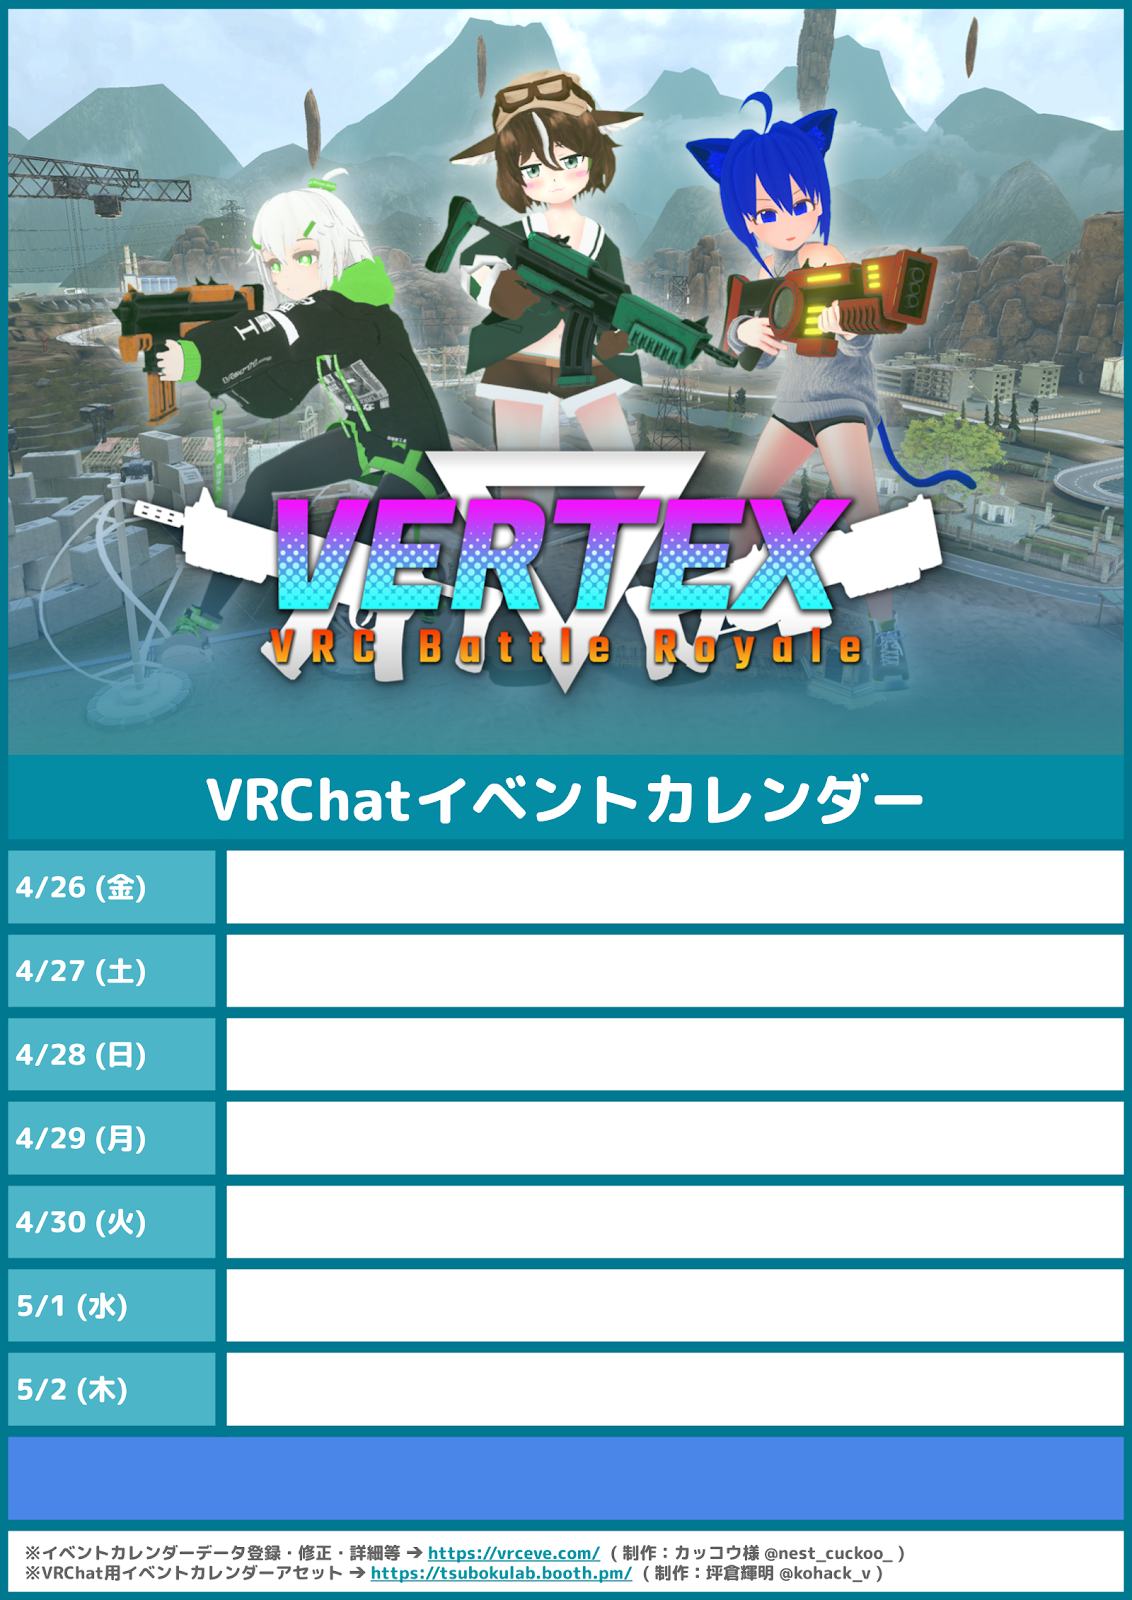 VERTEX
VRC Battle Royale
VRChatイベントカレンダー
4/26 (金)
4/27 (土)
4/28 (日)
4/29 (月)
4/30 (火)
5/1 (水)
5/2 (木)
※イベントカレンダーデータ登録・修正・詳細等 ➔ https://vrceve.com/ ( 制作：カッコウ様 @nest_cuckoo_ )
※VRChat用イベントカレンダーアセット ➔ https://tsubokulab.booth.pm/ ( 制作：坪倉輝明 @kohack_v )